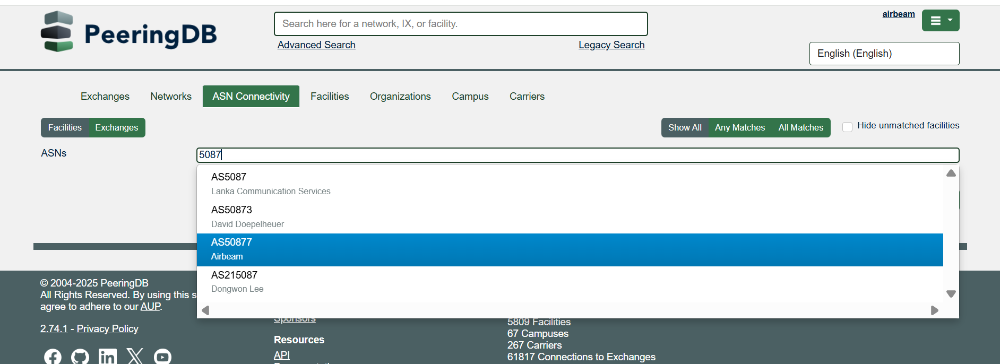 PeeringDB
Search here for a network, IX, or facility.
Advanced Search
Legacy Search
airbeam
English (English)
Exchanges
Networks
ASN Connectivity
Facilities
Organizations
Campus
Carriers
Facilities
Exchanges
Show All
Any Matches
All Matches
Hide unmatched facilities
ASNs
5087
AS5087
Lanka Communication Services
AS50873
David Doepelheuer
AS50877
Airbeam
AS215087
Dongwon Lee
© 2004-2025 PeeringDB
All Rights Reserved. By using this s
agree to adhere to our AUP.
2.74.1 - Privacy Policy
Sponsors
Resources
API
5809 Facilities
67 Campuses
267 Carriers
61817 Connections to Exchanges